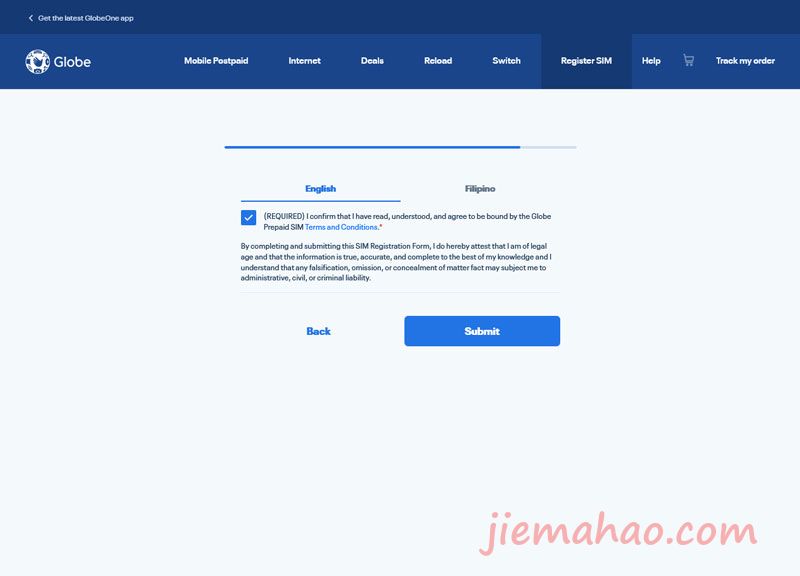 Get the latest GlobeOne app
Globe
Mobile Postpaid
Internet
Deals
Reload
Switch
Register SIM
Help
Track my order
English
Filipino
(REQUIRED) I confirm that I have read, understood, and agree to be bound by the Globe
Prepaid SIM Terms and Conditions.*
By completing and submitting this SIM Registration Form, I do hereby attest that I am of legal
age and that the information is true, accurate, and complete to the best of my knowledge and I
understand that any falsification, omission, or concealment of matter fact may subject me to
administrative, civil, or criminal liability.
Back
Submit
jiemahao.com